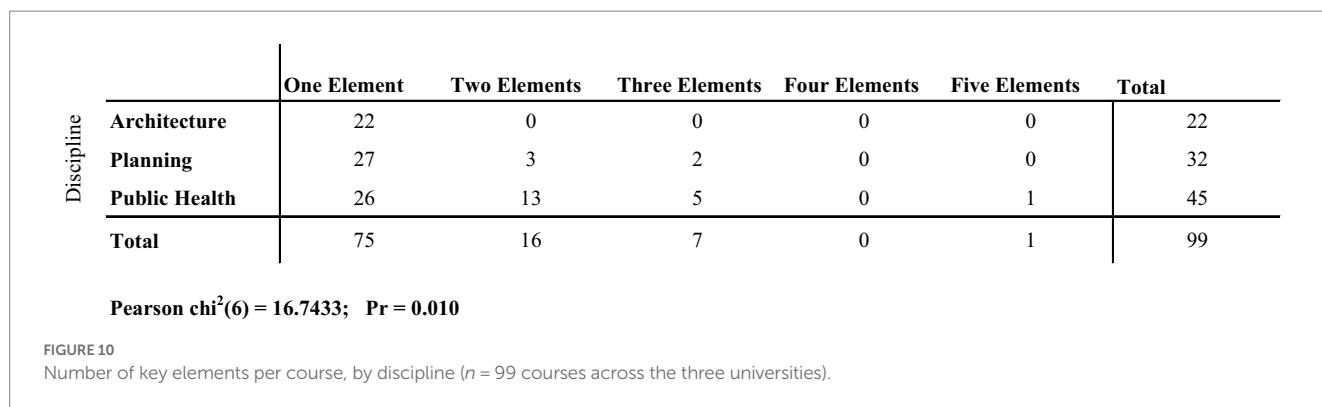 One Element Two Elements Three Elements Four Elements Five Elements Total
Discipline
Architecture 22 0 0 0 0 22
Planning 27 3 2 0 0 32
Public Health 26 13 5 0 1 45
Total 75 16 7 0 1 99
Pearson chi²(6) = 16.7433; Pr = 0.010
FIGURE 10
Number of key elements per course, by discipline (n = 99 courses across the three universities).